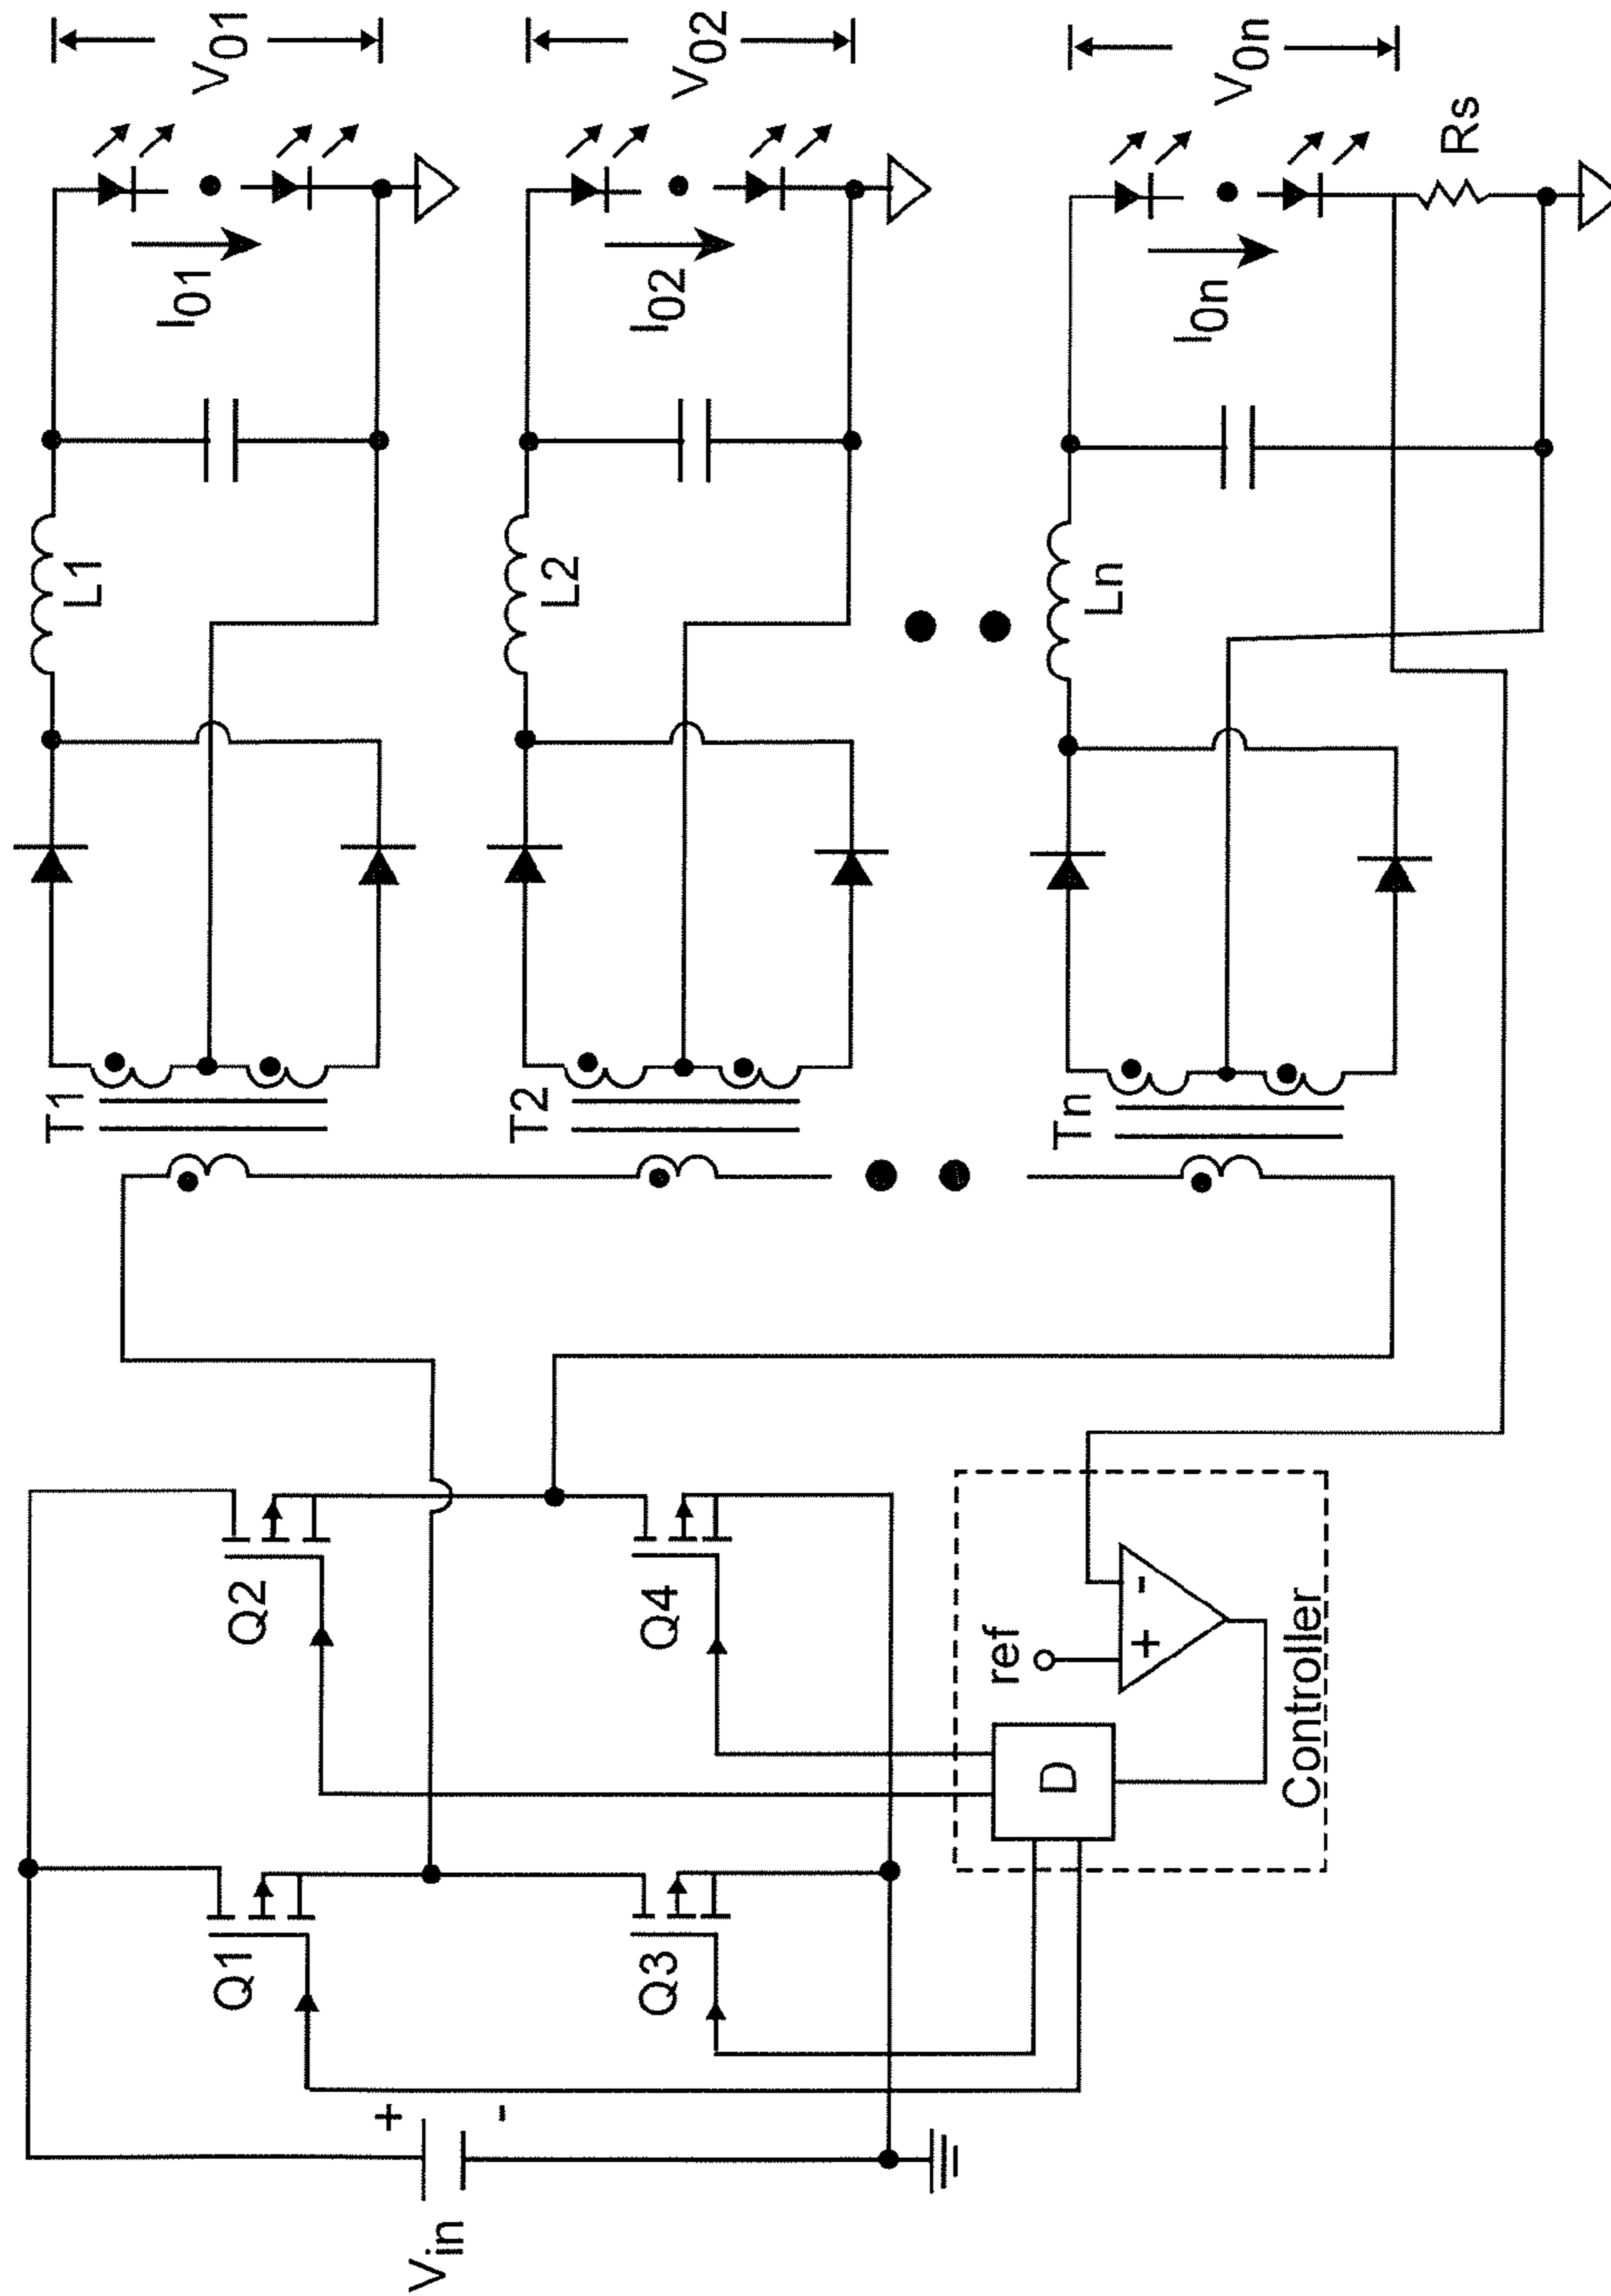 Vin
+
-
Q1
Q2
Q3
Q4
ref
+
-
D
Controller
T1
T2
Tn
L1
L2
Ln
I01
I02
I0n
V01
V02
V0n
Rs